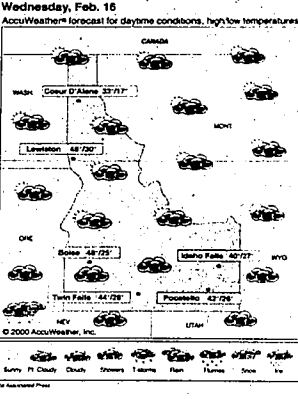 Wednesday, Feb. 16
AccuWeather® forecast for daytime conditions, high/low temperatures
CANADA
WASH.
Coeur D'Alene 33°/17°
MONT.
Lewiston 48°/30°
ORE.
Boise 48°/25°
Idaho Falls 40°/27°
WYO.
Twin Falls 44°/28°
Pocatello 42°/26°
NEV.
UTAH
© 2000 AccuWeather, Inc.
Sunny Pt. Cloudy Cloudy Showers T-storms Rain Flurries Snow Ice
Associated Press